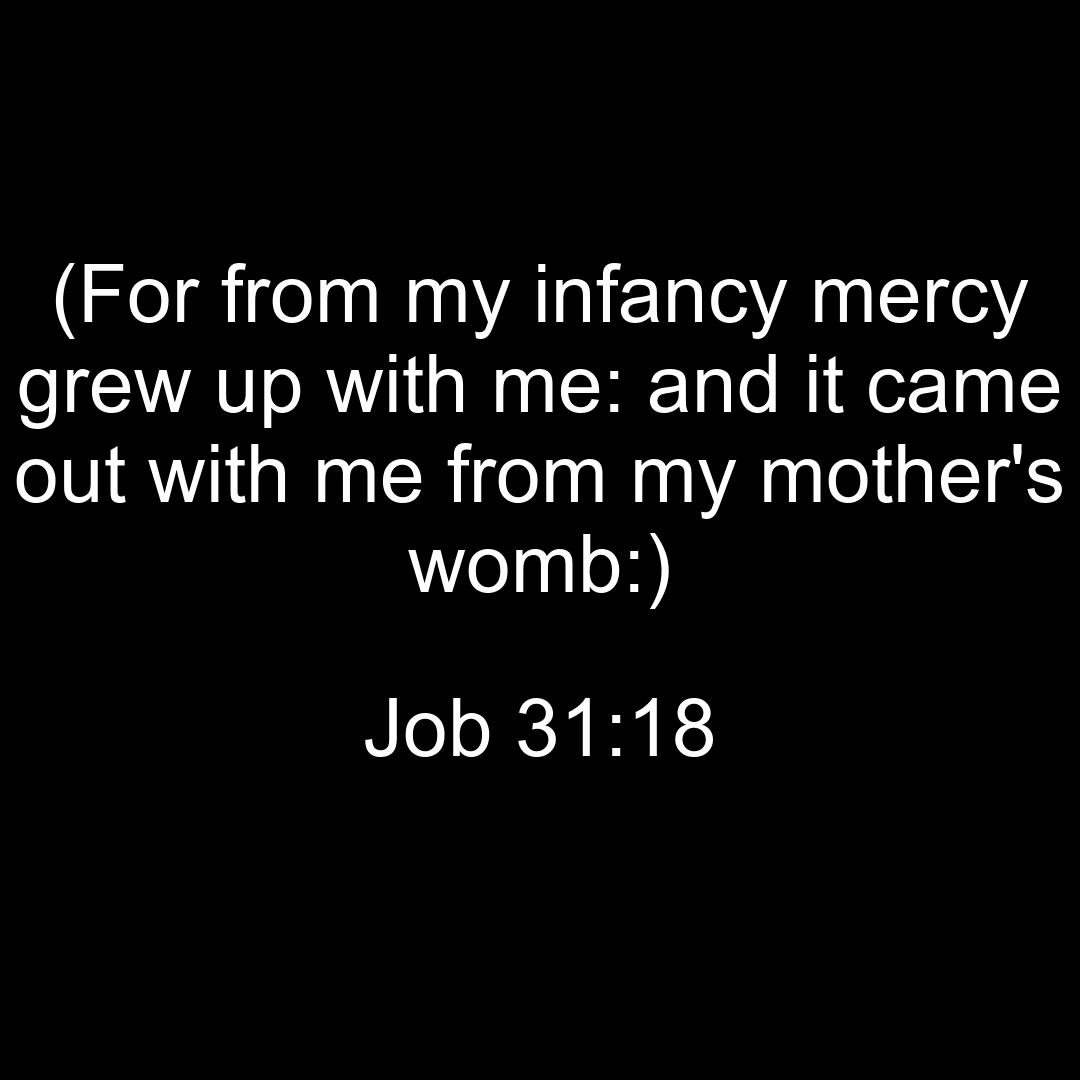 (For from my infancy mercy
grew up with me: and it came
out with me from my mother's
womb:)
Job 31:18